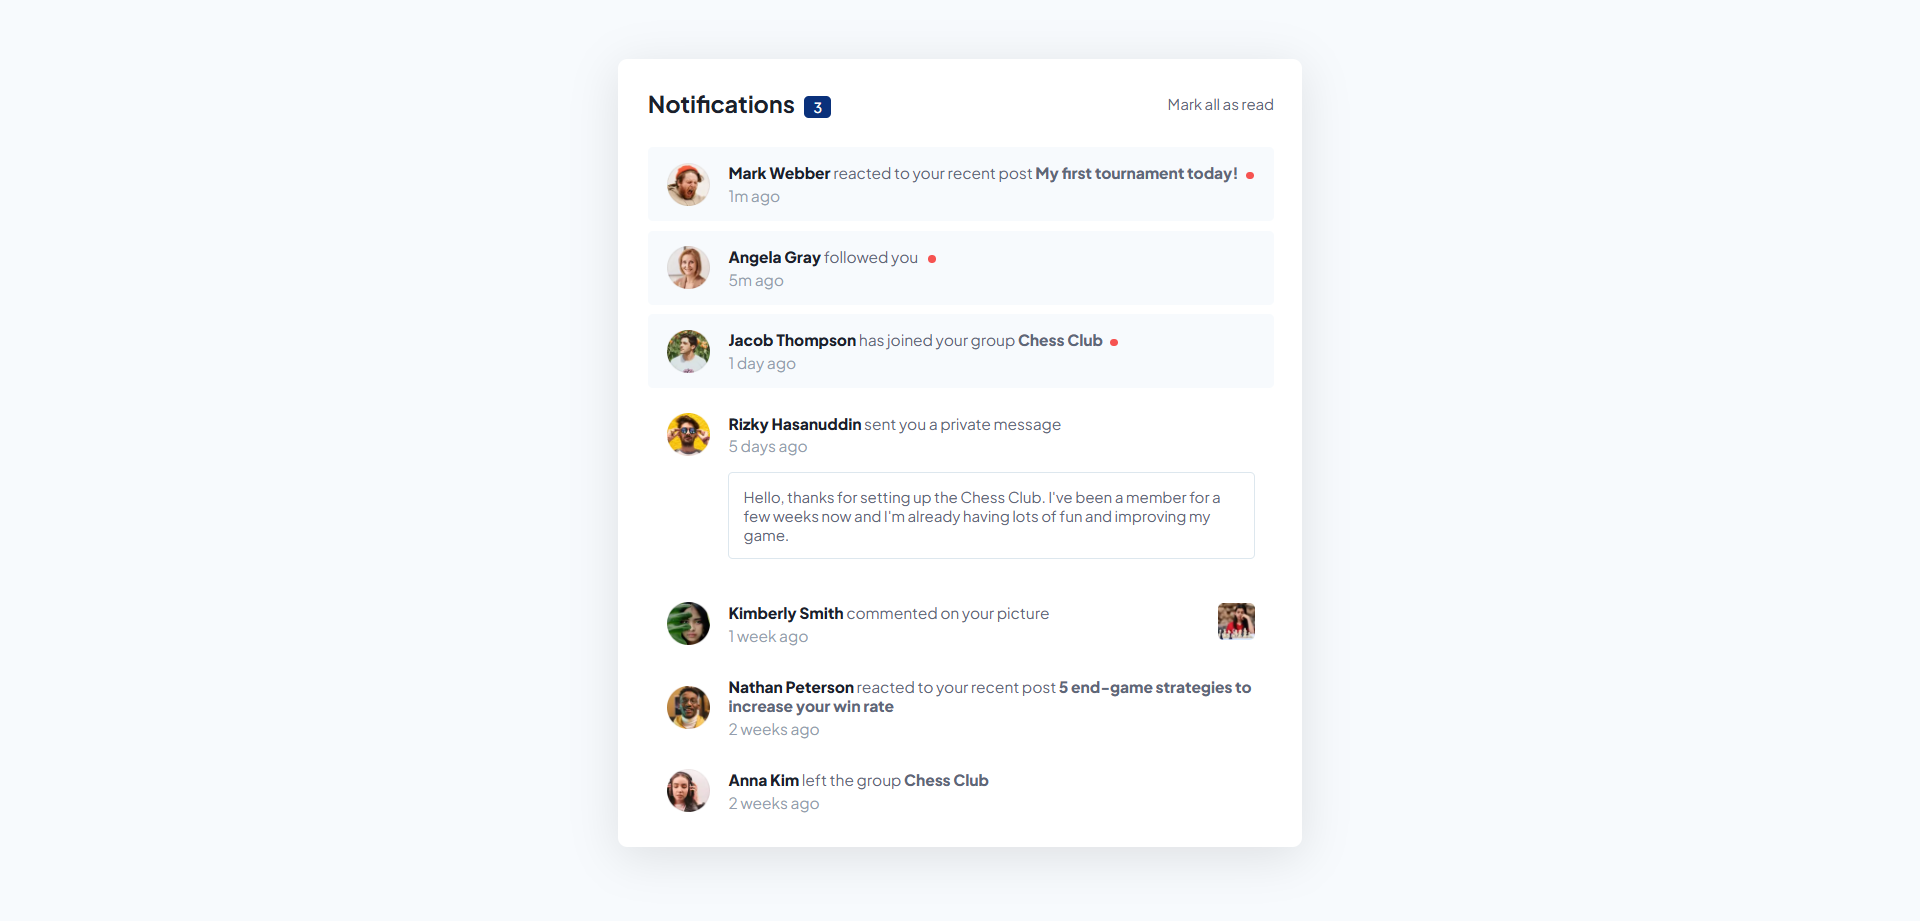 Notifications 3
Mark all as read
Mark Webber reacted to your recent post My first tournament today!
1m ago
Angela Gray followed you
5m ago
Jacob Thompson has joined your group Chess Club
1 day ago
Rizky Hasanuddin sent you a private message
5 days ago
Hello, thanks for setting up the Chess Club. I've been a member for a
few weeks now and I'm already having lots of fun and improving my
game.
Kimberly Smith commented on your picture
1 week ago
Nathan Peterson reacted to your recent post 5 end-game strategies to
increase your win rate
2 weeks ago
Anna Kim left the group Chess Club
2 weeks ago